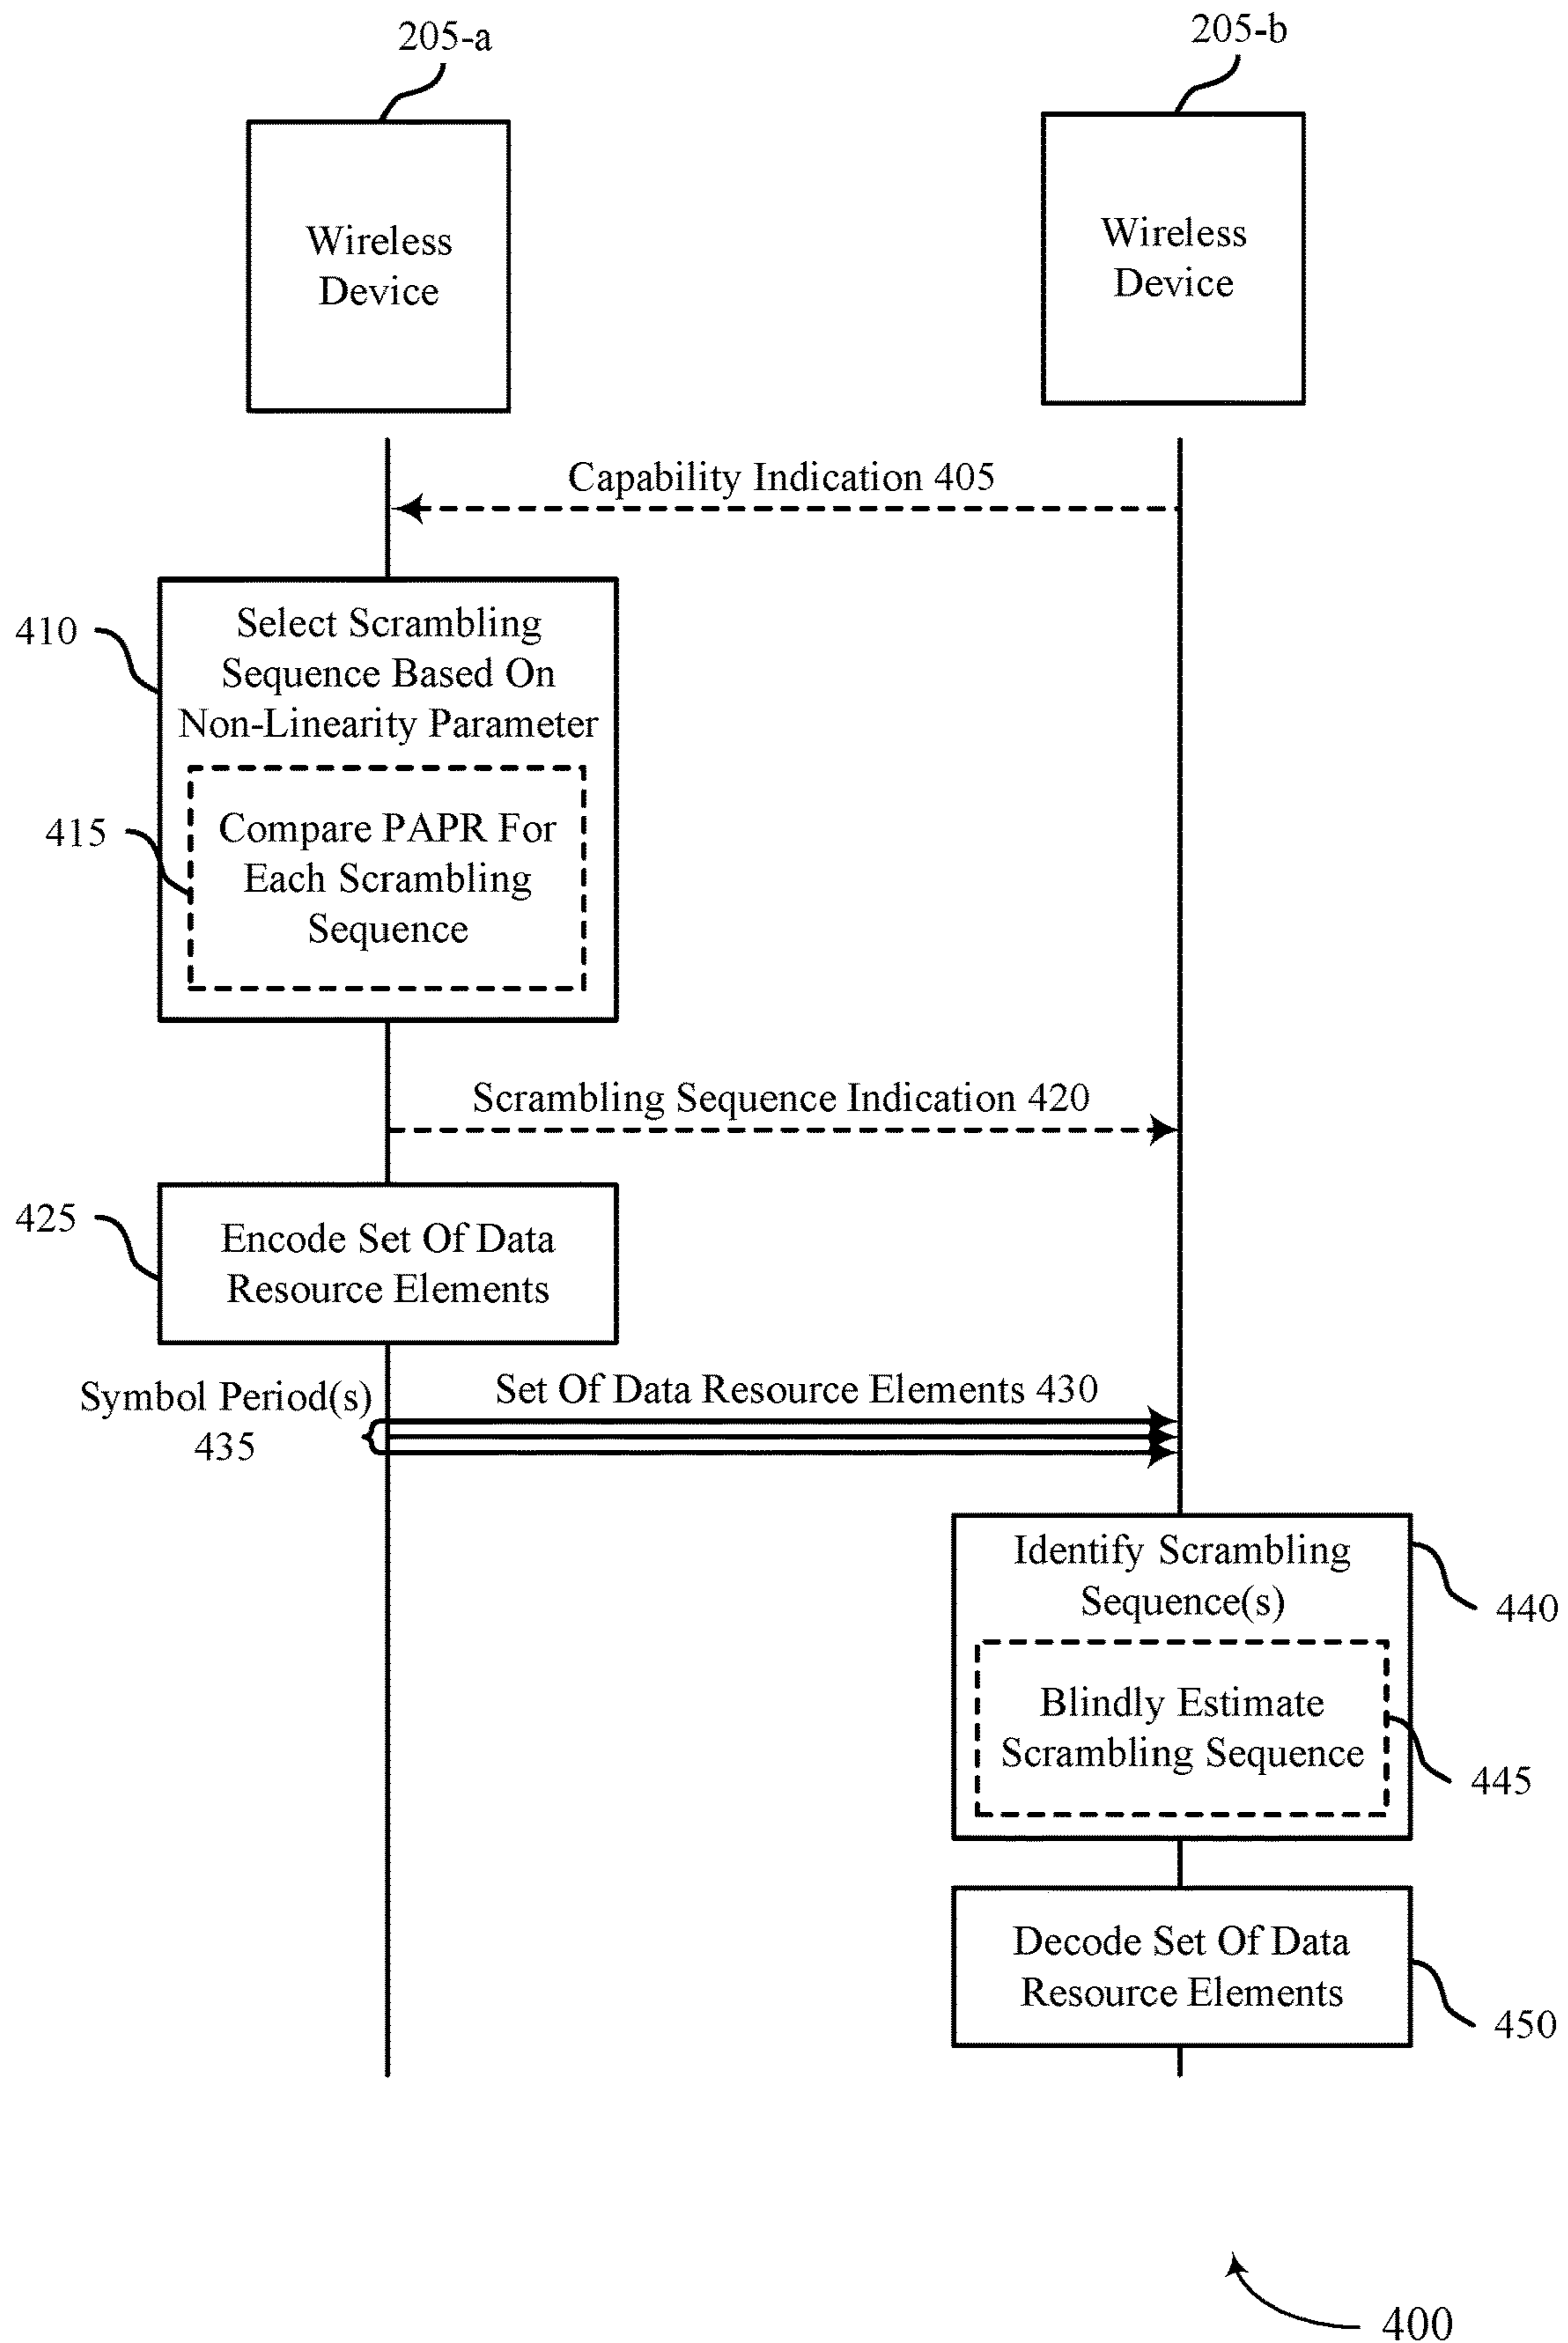 205-a
205-b
Wireless
Device
Wireless
Device
Capability Indication 405
410
Select Scrambling
Sequence Based On
Non-Linearity Parameter
415
Compare PAPR For
Each Scrambling
Sequence
Scrambling Sequence Indication 420
425
Encode Set Of Data
Resource Elements
Symbol Period(s)
435
Set Of Data Resource Elements 430
Identify Scrambling
Sequence(s)
440
Blindly Estimate
Scrambling Sequence
445
Decode Set Of Data
Resource Elements
450
400